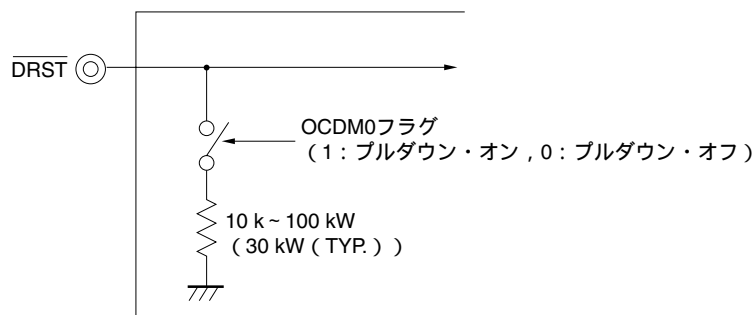 DRST
OCDM0フラグ
（1：プルダウン・オン，0：プルダウン・オフ）
10 k ~ 100 kW
（30 kW（TYP.））